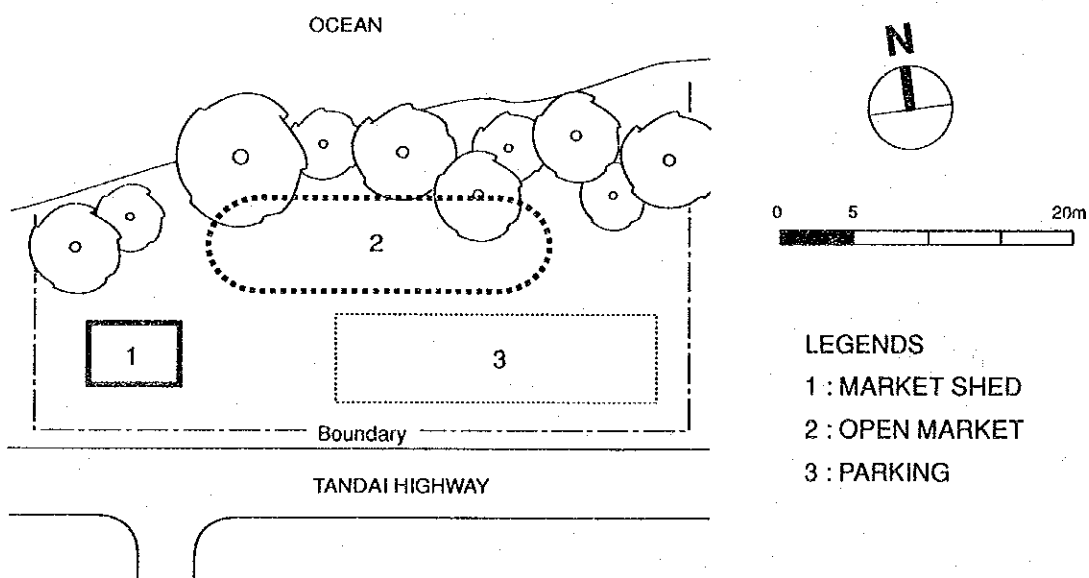 OCEAN
N
0 5 20m
2
1
3
LEGENDS
1 : MARKET SHED
2 : OPEN MARKET
3 : PARKING
Boundary
TANDAI HIGHWAY